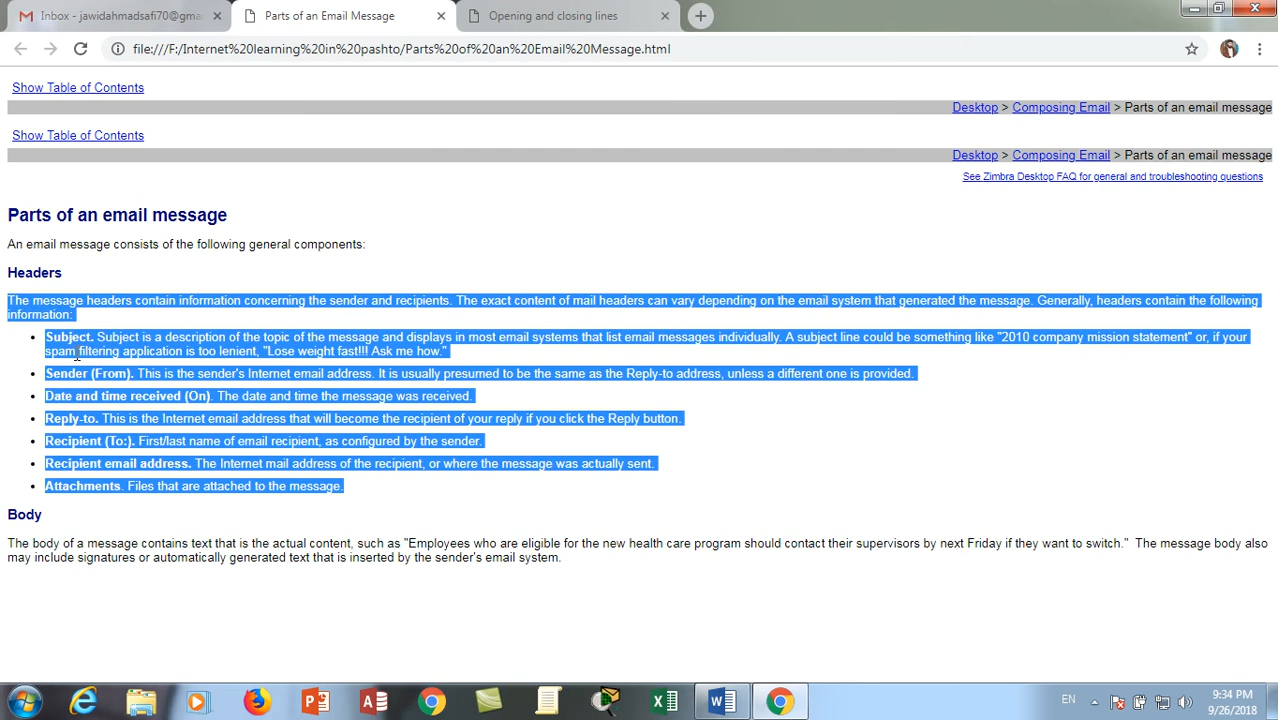 Inbox - jawidahmadsafi70@gma
Parts of an Email Message
Opening and closing lines
file:///F:/Internet%20learning%20in%20pashto/Parts%20of%20an%20Email%20Message.html
Show Table of Contents
Desktop > Composing Email > Parts of an email message
Show Table of Contents
Desktop > Composing Email > Parts of an email message
See Zimbra Desktop FAQ for general and troubleshooting questions
Parts of an email message
An email message consists of the following general components:
Headers
The message headers contain information concerning the sender and recipients. The exact content of mail headers can vary depending on the email system that generated the message. Generally, headers contain the following
information:
• Subject. Subject is a description of the topic of the message and displays in most email systems that list email messages individually. A subject line could be something like "2010 company mission statement" or, if your
spam filtering application is too lenient, "Lose weight fast!!! Ask me how."
• Sender (From). This is the sender's Internet email address. It is usually presumed to be the same as the Reply-to address, unless a different one is provided.
• Date and time received (On). The date and time the message was received.
• Reply-to. This is the Internet email address that will become the recipient of your reply if you click the Reply button.
• Recipient (To:). First/last name of email recipient, as configured by the sender.
• Recipient email address. The Internet mail address of the recipient, or where the message was actually sent.
• Attachments. Files that are attached to the message.
Body
The body of a message contains text that is the actual content, such as "Employees who are eligible for the new health care program should contact their supervisors by next Friday if they want to switch."  The message body also
may include signatures or automatically generated text that is inserted by the sender's email system.
EN
9:34 PM
9/26/2018